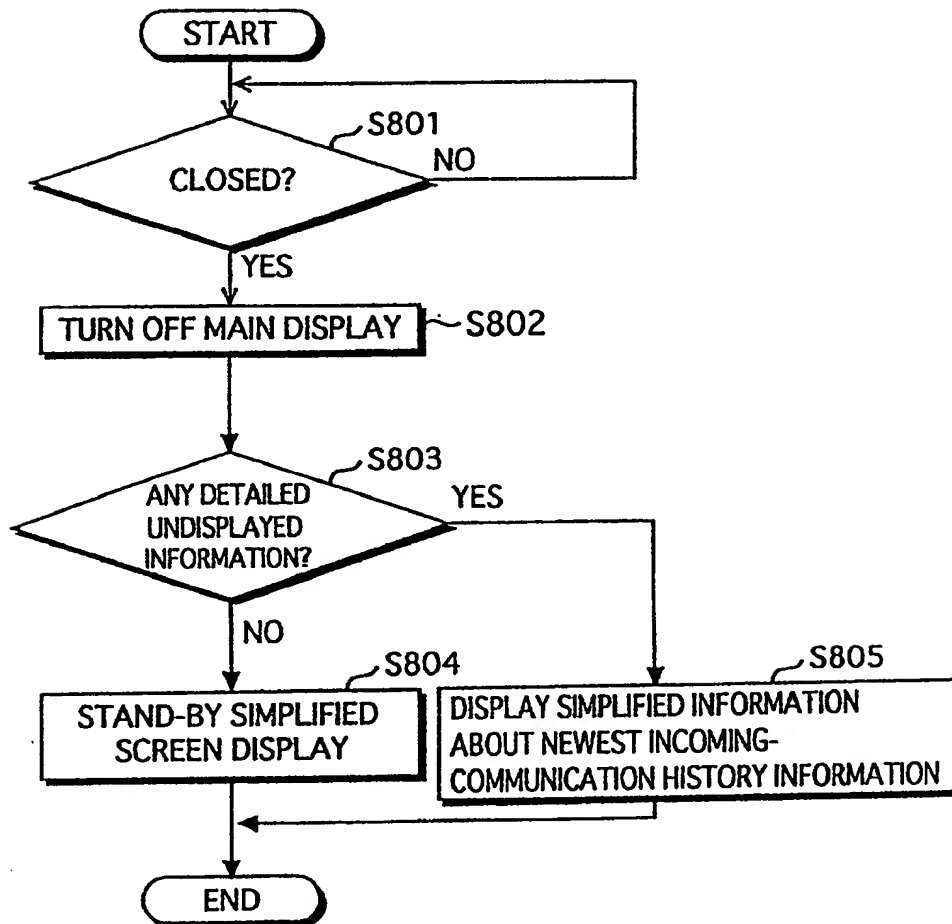 START
S801
CLOSED?
NO
YES
TURN OFF MAIN DISPLAY
S802
S803
ANY DETAILED
UNDISPLAYED
INFORMATION?
YES
NO
S804
STAND-BY SIMPLIFIED
SCREEN DISPLAY
S805
DISPLAY SIMPLIFIED INFORMATION
ABOUT NEWEST INCOMING-
COMMUNICATION HISTORY INFORMATION
END